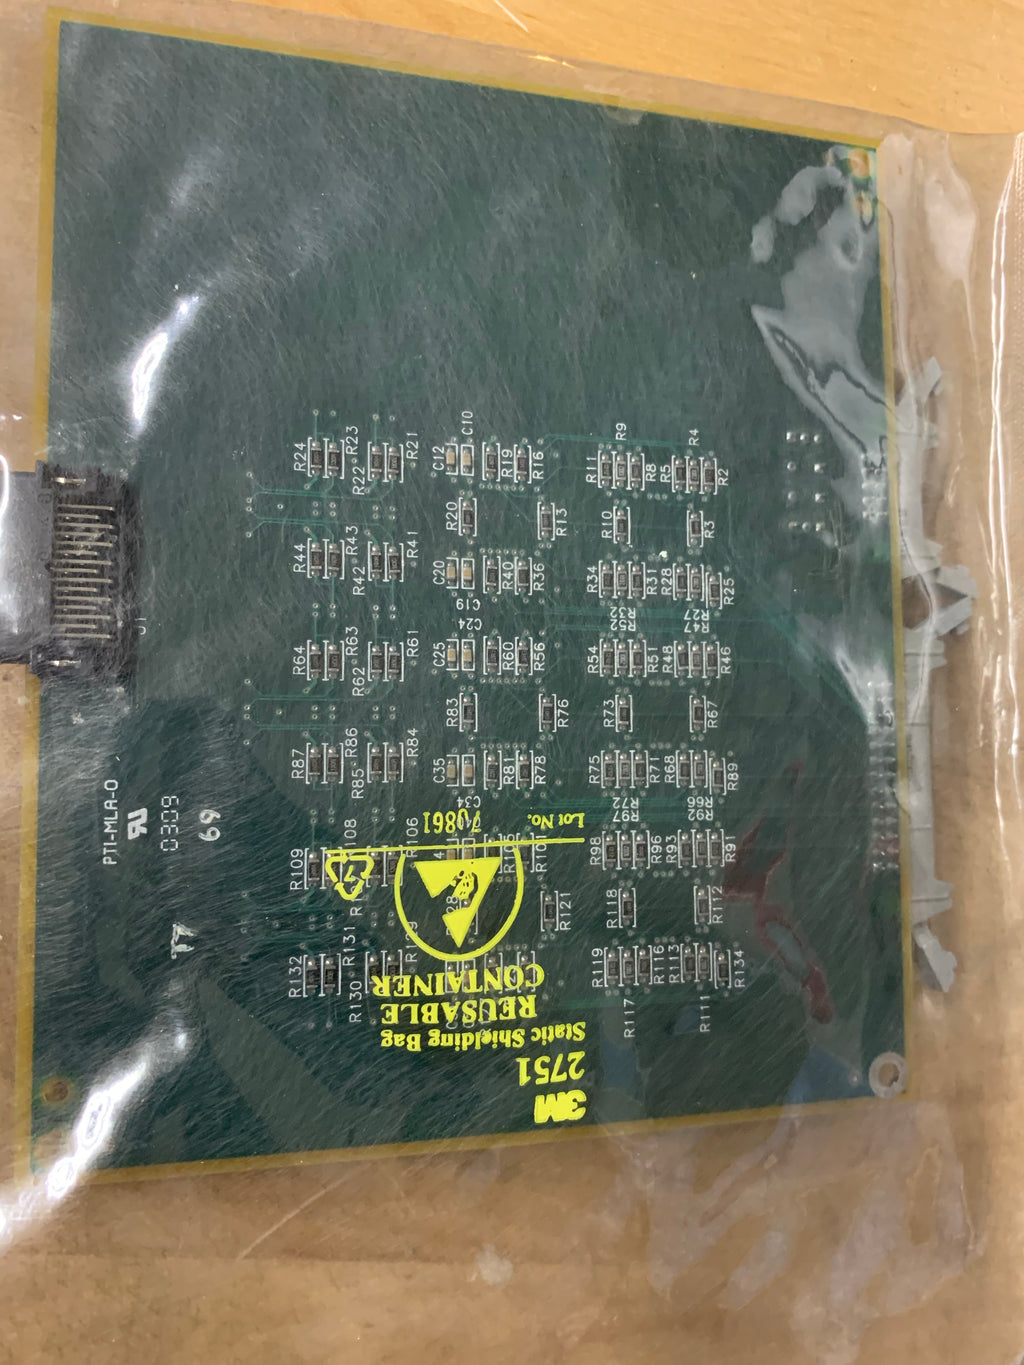 R24
R23
R22
R21
C12
C10
R19
R16
R11
R9
R8
R5
R4
R2
R20
R13
R10
R3
R44
R43
R42
R41
C20
C19
R40
R36
R34
R32
R31
R28
R27
R25
J1
R64
R63
R62
R61
C25
C24
R60
R56
R54
R52
R51
R48
R47
R46
R83
R76
R73
R67
R87
R86
R85
R84
C35
C34
R81
R78
R75
R72
R71
R68
R66
R89
PTI-MLA-0
0309
69
R109
R106
R101
R98
R97
R96
R93
R92
R91
R121
R118
R112
T7
R132
R131
R130
R119
R117
R116
R113
R111
R134
3M
2751
Static Shielding Bag
REUSABLE
CONTAINER
7
Lot No.
70861